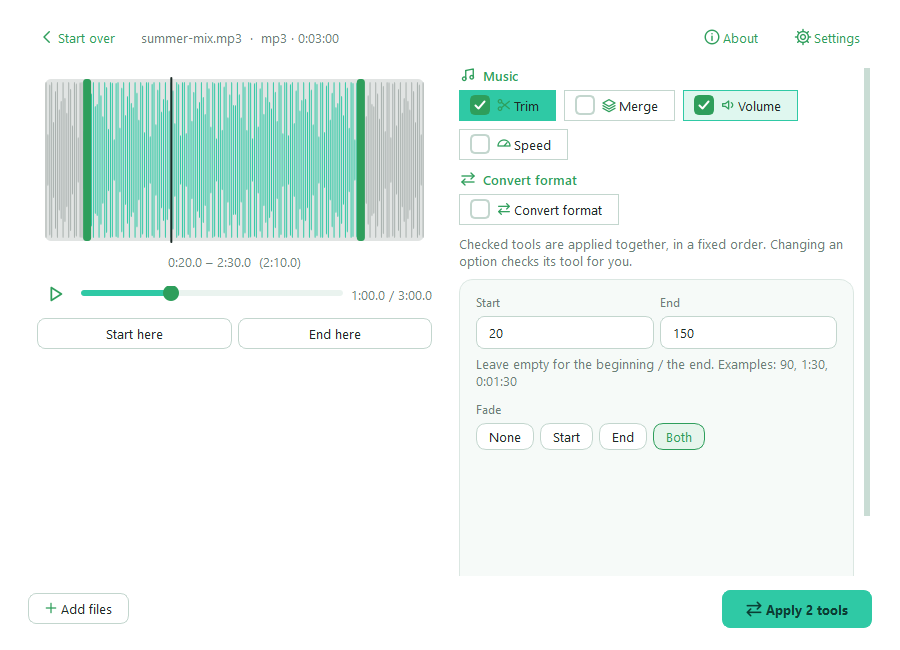 Start over
summer-mix.mp3 · mp3 · 0:03:00
About
Settings
0:20.0 – 2:30.0 (2:10.0)
1:00.0 / 3:00.0
Start here
End here
Music
Trim
Merge
Volume
Speed
Convert format
Convert format
Checked tools are applied together, in a fixed order. Changing an
option checks its tool for you.
Start
End
20
150
Leave empty for the beginning / the end. Examples: 90, 1:30,
0:01:30
Fade
None
Start
End
Both
+ Add files
Apply 2 tools